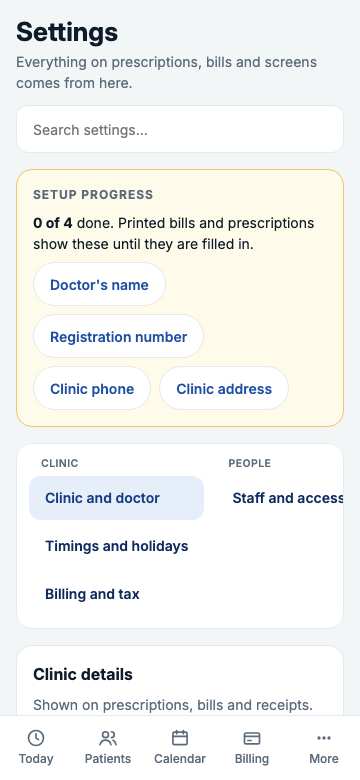 Settings
Everything on prescriptions, bills and screens
comes from here.
Search settings...
SETUP PROGRESS
0 of 4 done. Printed bills and prescriptions
show these until they are filled in.
Doctor's name
Registration number
Clinic phone
Clinic address
CLINIC
Clinic and doctor
Timings and holidays
Billing and tax
PEOPLE
Staff and access
Clinic details
Shown on prescriptions, bills and receipts.
Today
Patients
Calendar
Billing
More